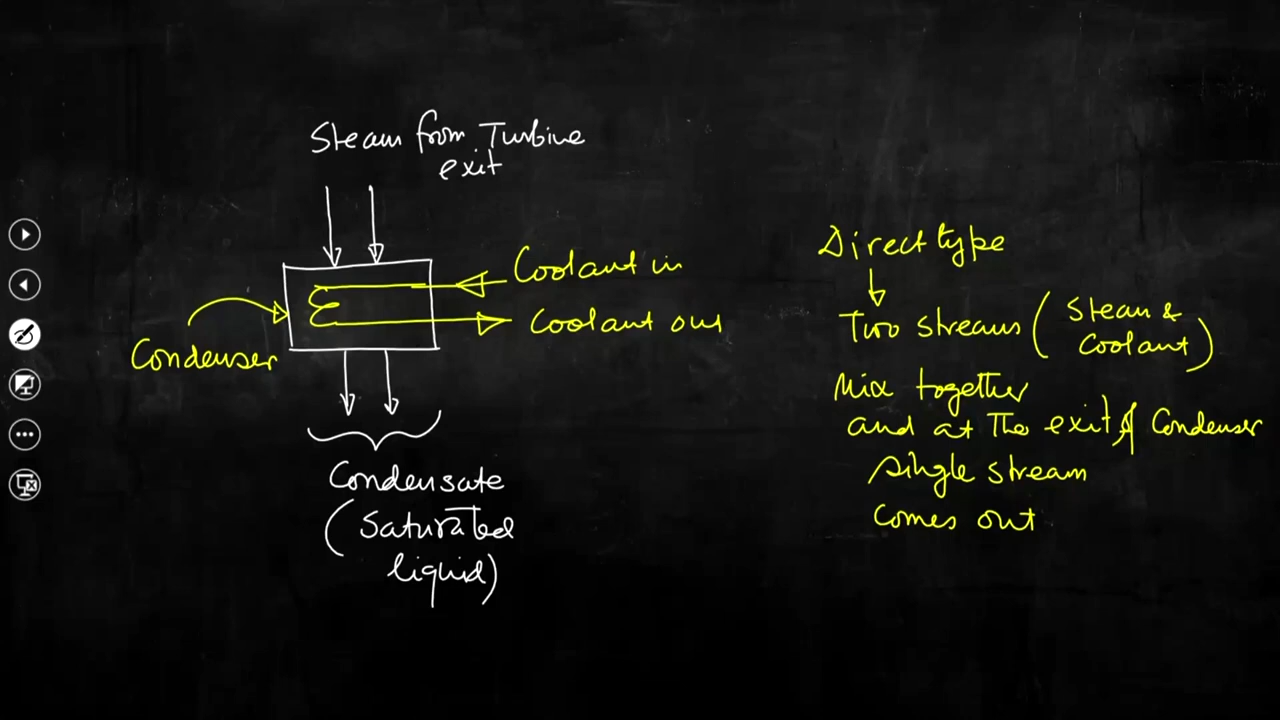 Steam from Turbine
exit
Coolant in
Coolant out
Condenser
Condensate
(Saturated
liquid)
Direct type
Two streams (Steam &
Coolant)
Mix together
and at the exit of Condenser
single stream
comes out